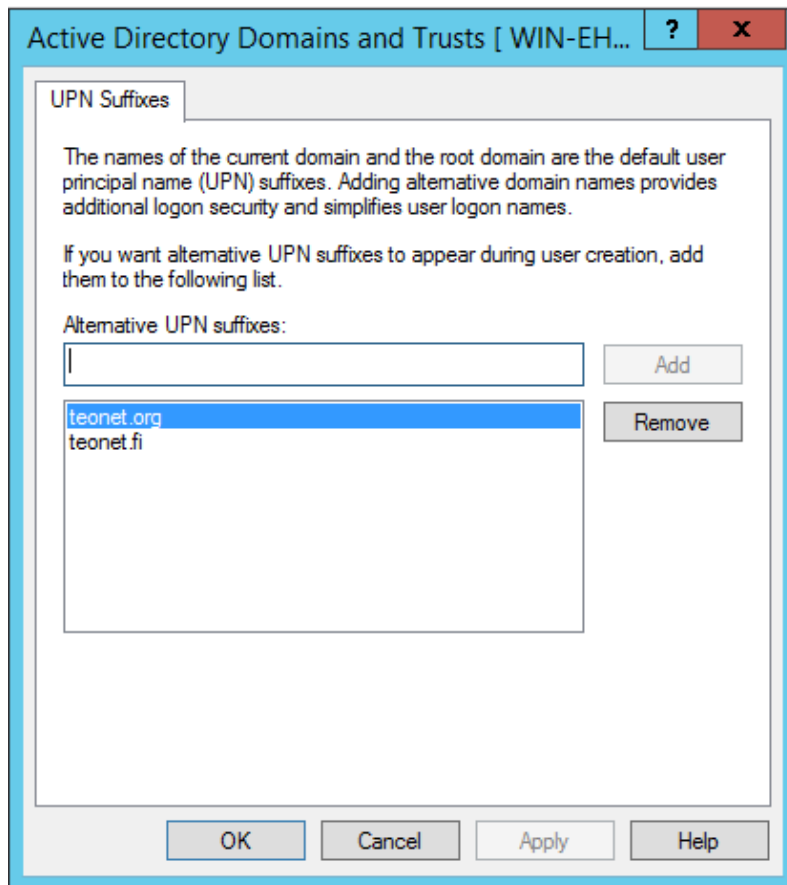 Active Directory Domains and Trusts [ WIN-EH...
?
x
UPN Suffixes
The names of the current domain and the root domain are the default user
principal name (UPN) suffixes. Adding alternative domain names provides
additional logon security and simplifies user logon names.
If you want alternative UPN suffixes to appear during user creation, add
them to the following list.
Alternative UPN suffixes:
Add
teonet.org
Remove
teonet.fi
OK
Cancel
Apply
Help